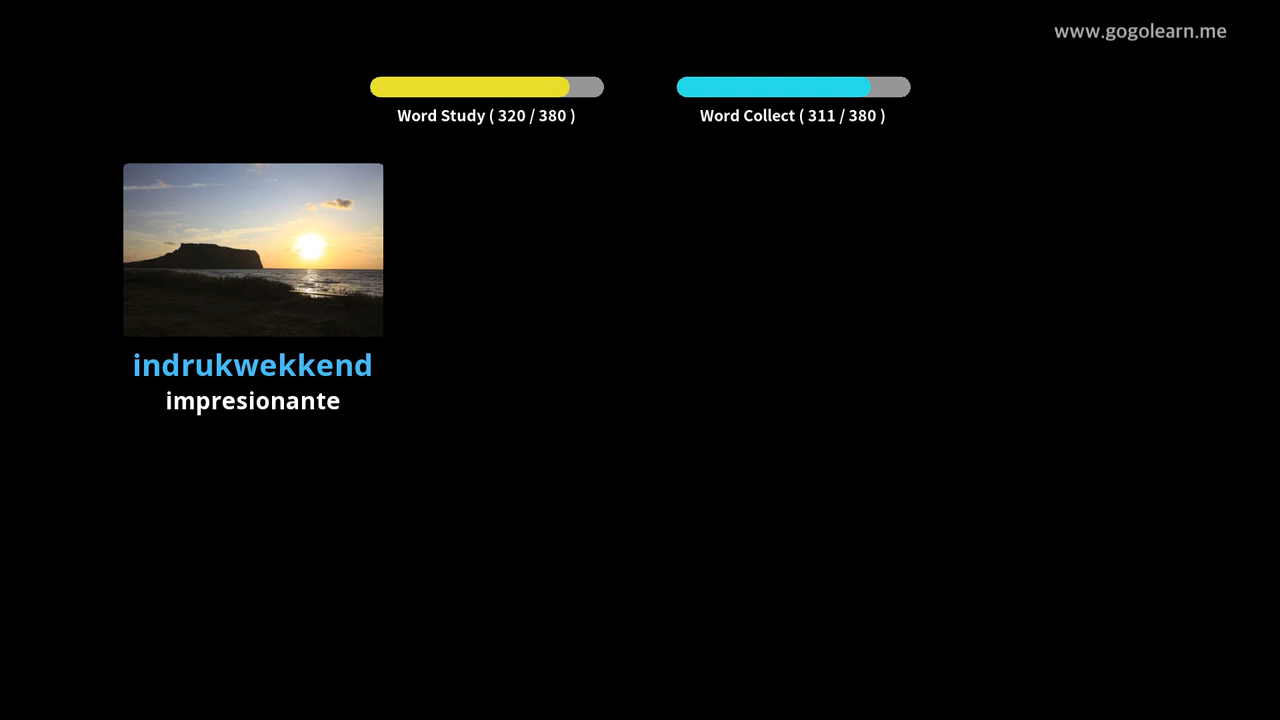 www.gogolearn.me
Word Study ( 320 / 380 )
Word Collect ( 311 / 380 )
indrukwekkend
impresionante